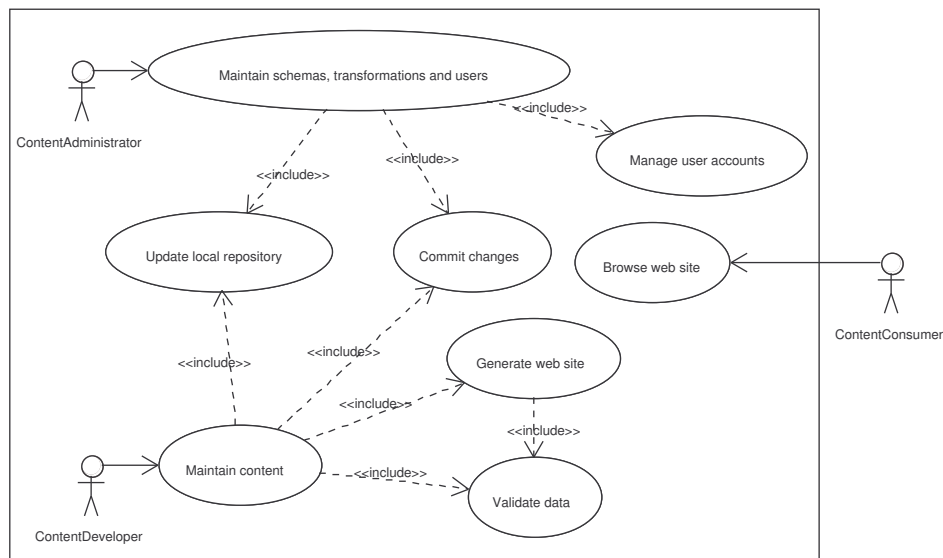 Maintain schemas, transformations and users
<<include>>
ContentAdministrator
Manage user accounts
<<include>>
<<include>>
Update local repository
Commit changes
Browse web site
ContentConsumer
<<include>>
<<include>>
Generate web site
<<include>>
<<include>>
Maintain content
<<include>>
Validate data
ContentDeveloper